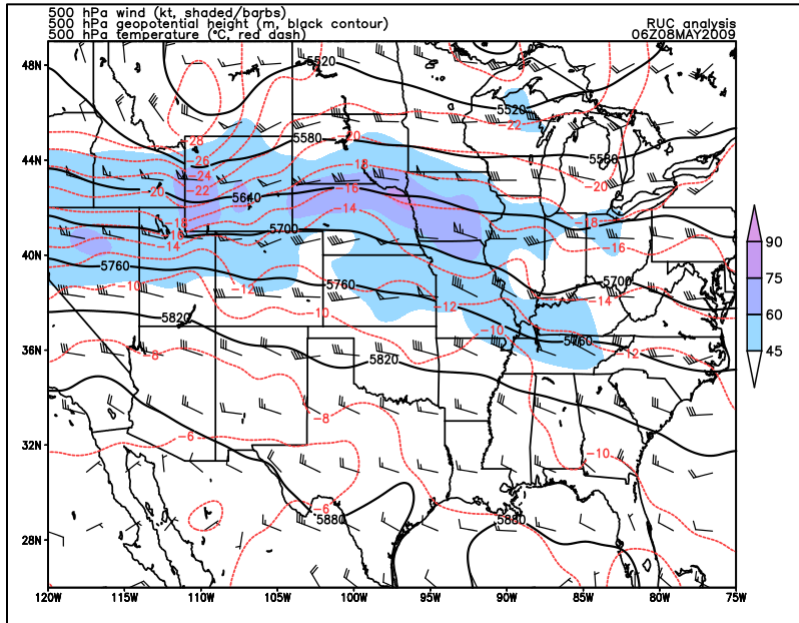 500 hPa wind (kt, shaded/barbs)
500 hPa geopotential height (m, black contour)
500 hPa temperature (°C, red dash)
RUC analysis
06Z08MAY2009
48N
44N
40N
36N
32N
28N
120W
115W
110W
105W
100W
95W
90W
85W
80W
75W
90
75
60
45
5520
5520
5580
5580
5640
5700
5700
5760
5760
5760
5820
5820
5880
5880
-28
-26
-24
-22
-20
-18
-16
-14
-10
-20
-18
-16
-14
-12
-12
-10
-10
-22
-20
-18
-16
-14
-12
-10
-8
-8
-6
-6